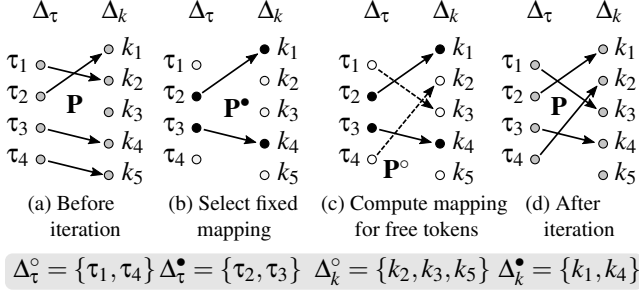 Δτ Δk Δτ Δk Δτ Δk Δτ Δk
τ1 k1 τ1 k1 τ1 k1 τ1 k1
τ2 k2 τ2 k2 τ2 k2 τ2 k2
P k3 P• k3 k3 P k3
τ3 k4 τ3 k4 τ3 k4 τ3 k4
τ4 k5 τ4 k5 τ4 P○ k5 τ4 k5
(a) Before (b) Select fixed (c) Compute mapping (d) After
iteration mapping for free tokens iteration
Δ○τ = {τ1, τ4} Δ•τ = {τ2, τ3} Δ○k = {k2, k3, k5} Δ•k = {k1, k4}